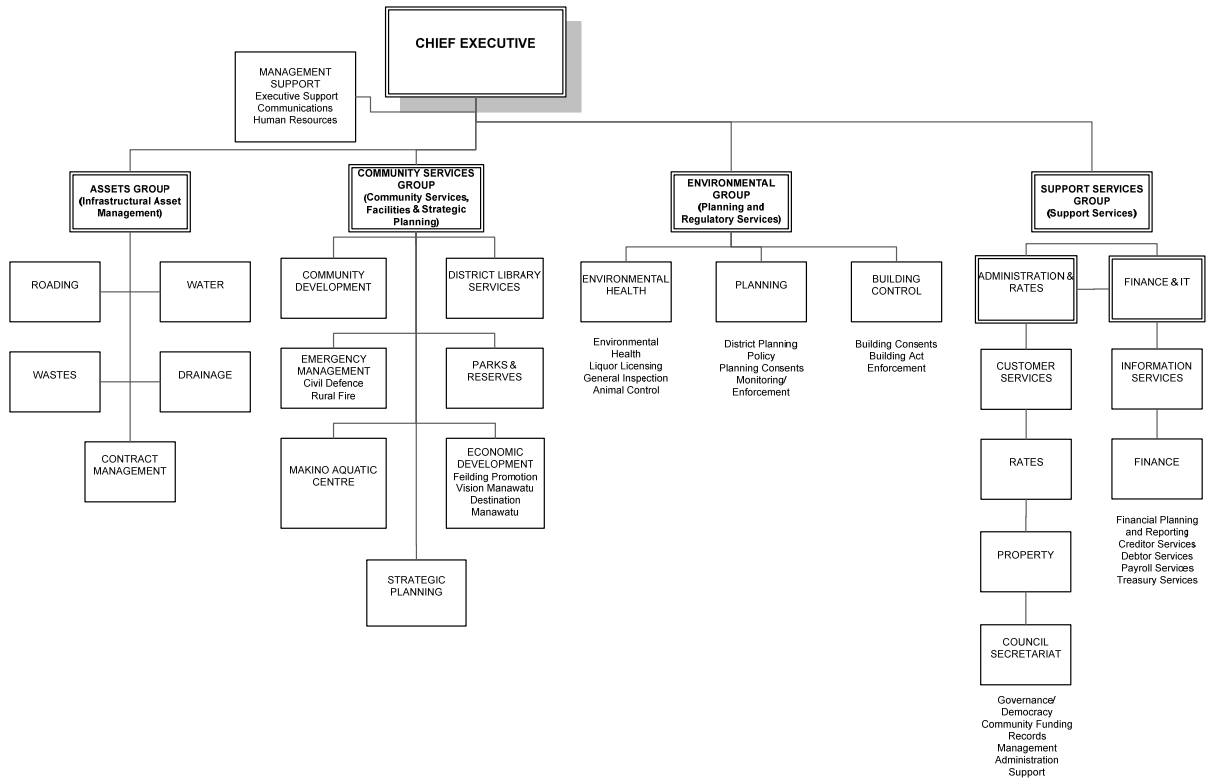 CHIEF EXECUTIVE
MANAGEMENT
SUPPORT
Executive Support
Communications
Human Resources
ASSETS GROUP
(Infrastructural Asset
Management)
COMMUNITY SERVICES
GROUP
(Community Services,
Facilities & Strategic
Planning)
ENVIRONMENTAL
GROUP
(Planning and
Regulatory Services)
SUPPORT SERVICES
GROUP
(Support Services)
ROADING
WATER
WASTES
DRAINAGE
CONTRACT
MANAGEMENT
COMMUNITY
DEVELOPMENT
DISTRICT LIBRARY
SERVICES
EMERGENCY
MANAGEMENT
Civil Defence
Rural Fire
PARKS &
RESERVES
MAKINO AQUATIC
CENTRE
ECONOMIC
DEVELOPMENT
Feilding Promotion
Vision Manawatu
Destination
Manawatu
STRATEGIC
PLANNING
ENVIRONMENTAL
HEALTH
Environmental
Health
Liquor Licensing
General Inspection
Animal Control
PLANNING
District Planning
Policy
Planning Consents
Monitoring/
Enforcement
BUILDING
CONTROL
Building Consents
Building Act
Enforcement
ADMINISTRATION &
RATES
FINANCE & IT
CUSTOMER
SERVICES
INFORMATION
SERVICES
RATES
FINANCE
Financial Planning
and Reporting
Creditor Services
Debtor Services
Payroll Services
Treasury Services
PROPERTY
COUNCIL
SECRETARIAT
Governance/
Democracy
Community Funding
Records
Management
Administration
Support